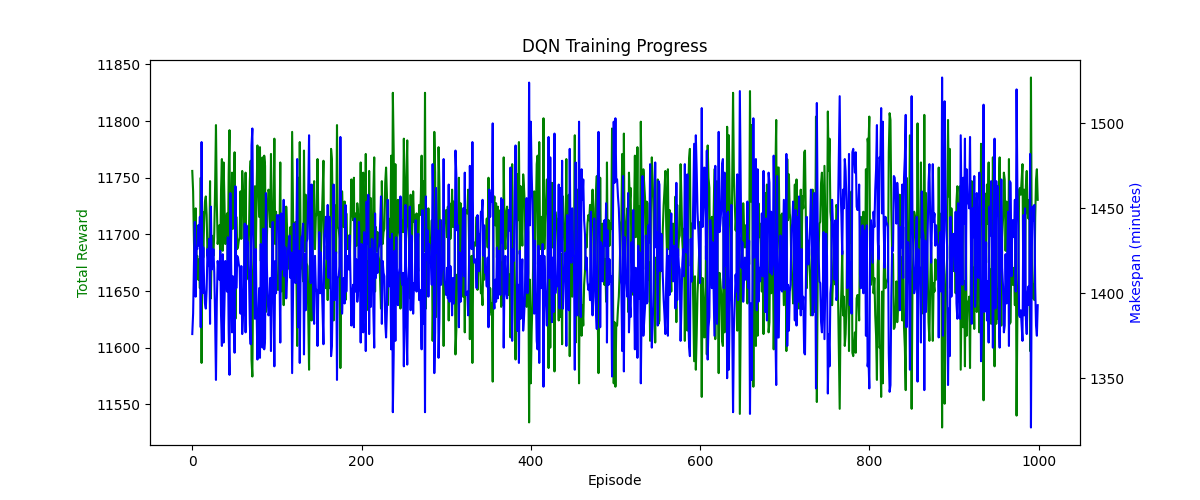 DQN Training Progress
Total Reward
11850
11800
11750
11700
11650
11600
11550
1500
1450
1400
1350
Makespan (minutes)
0 200 400 600 800 1000
Episode